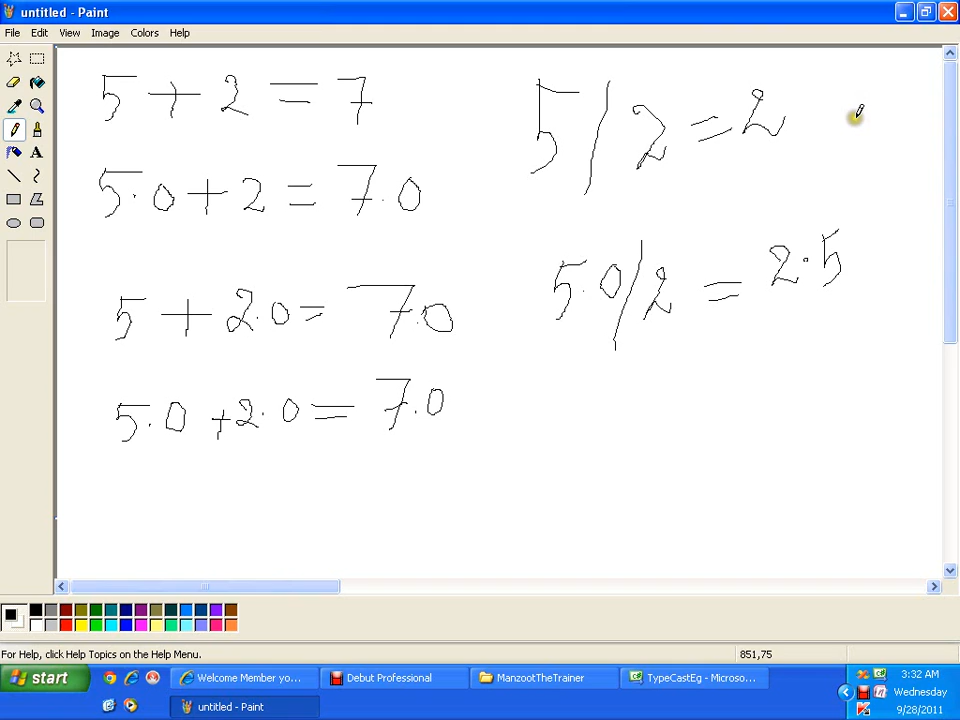 untitled - Paint
File Edit View Image Colors Help
5 + 2 = 7
5.0 + 2 = 7.0
5 + 2.0 = 7.0
5.0 + 2.0 = 7.0
5 / 2 = 2
5.0 / 2 = 2.5
For Help, click Help Topics on the Help Menu.
851,75
start
Welcome Member yo...
Debut Professional
ManzootTheTrainer
TypeCastEg - Microso...
untitled - Paint
3:32 AM
Wednesday
9/28/2011